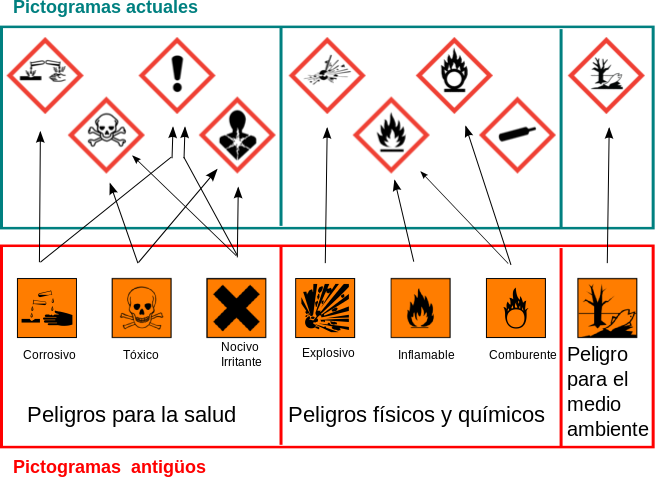 Pictogramas actuales
Corrosivo
Tóxico
Nocivo
Irritante
Explosivo
Inflamable
Comburente
Peligro
para el
medio
ambiente
Peligros para la salud
Peligros físicos y químicos
Pictogramas antigüos